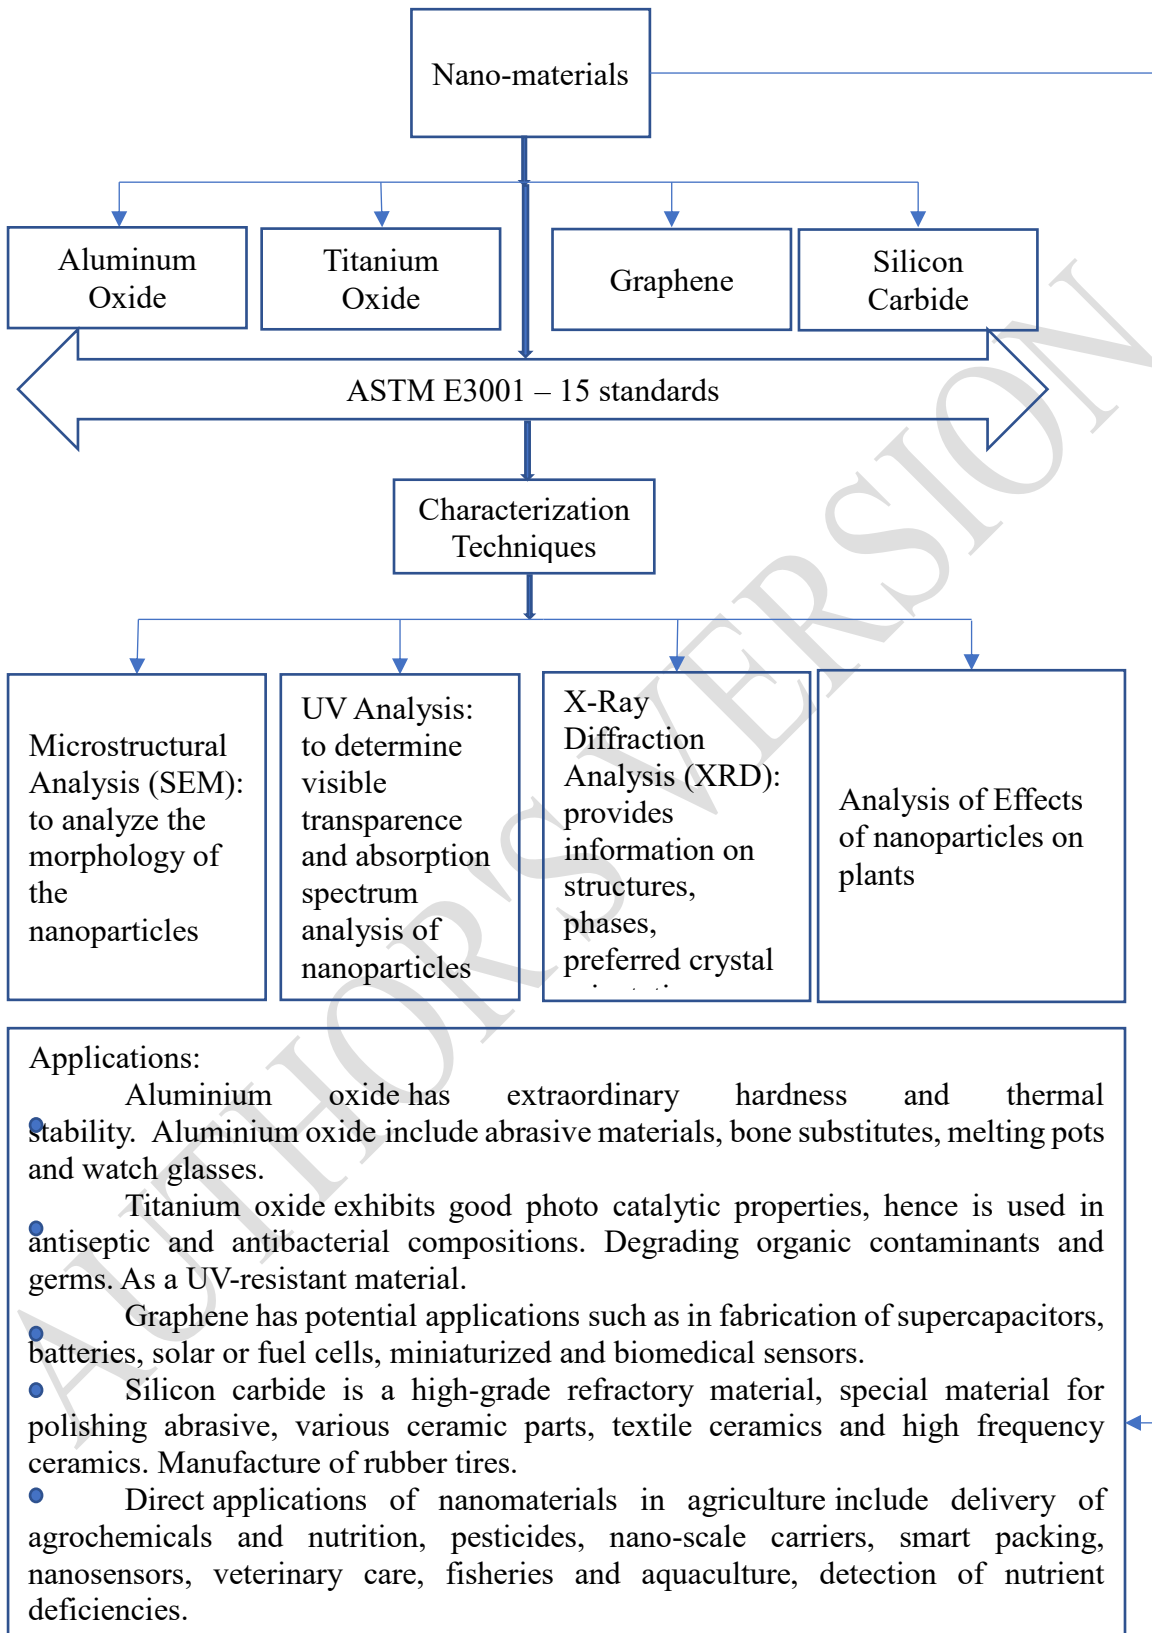 Nano-materials
Aluminum
Oxide
Titanium
Oxide
Graphene
Silicon
Carbide
ASTM E3001 – 15 standards
Characterization
Techniques
Microstructural
Analysis (SEM):
to analyze the
morphology of
the
nanoparticles
UV Analysis:
to determine
visible
transparence
and absorption
spectrum
analysis of
nanoparticles
X-Ray
Diffraction
Analysis (XRD):
provides
information on
structures,
phases,
preferred crystal
Analysis of Effects
of nanoparticles on
plants
Applications:
Aluminium oxide has extraordinary hardness and thermal
stability. Aluminium oxide include abrasive materials, bone substitutes, melting pots
and watch glasses.
Titanium oxide exhibits good photo catalytic properties, hence is used in
antiseptic and antibacterial compositions. Degrading organic contaminants and
germs. As a UV-resistant material.
Graphene has potential applications such as in fabrication of supercapacitors,
batteries, solar or fuel cells, miniaturized and biomedical sensors.
Silicon carbide is a high-grade refractory material, special material for
polishing abrasive, various ceramic parts, textile ceramics and high frequency
ceramics. Manufacture of rubber tires.
Direct applications of nanomaterials in agriculture include delivery of
agrochemicals and nutrition, pesticides, nano-scale carriers, smart packing,
nanosensors, veterinary care, fisheries and aquaculture, detection of nutrient
deficiencies.
AUTHOR'S VERSION